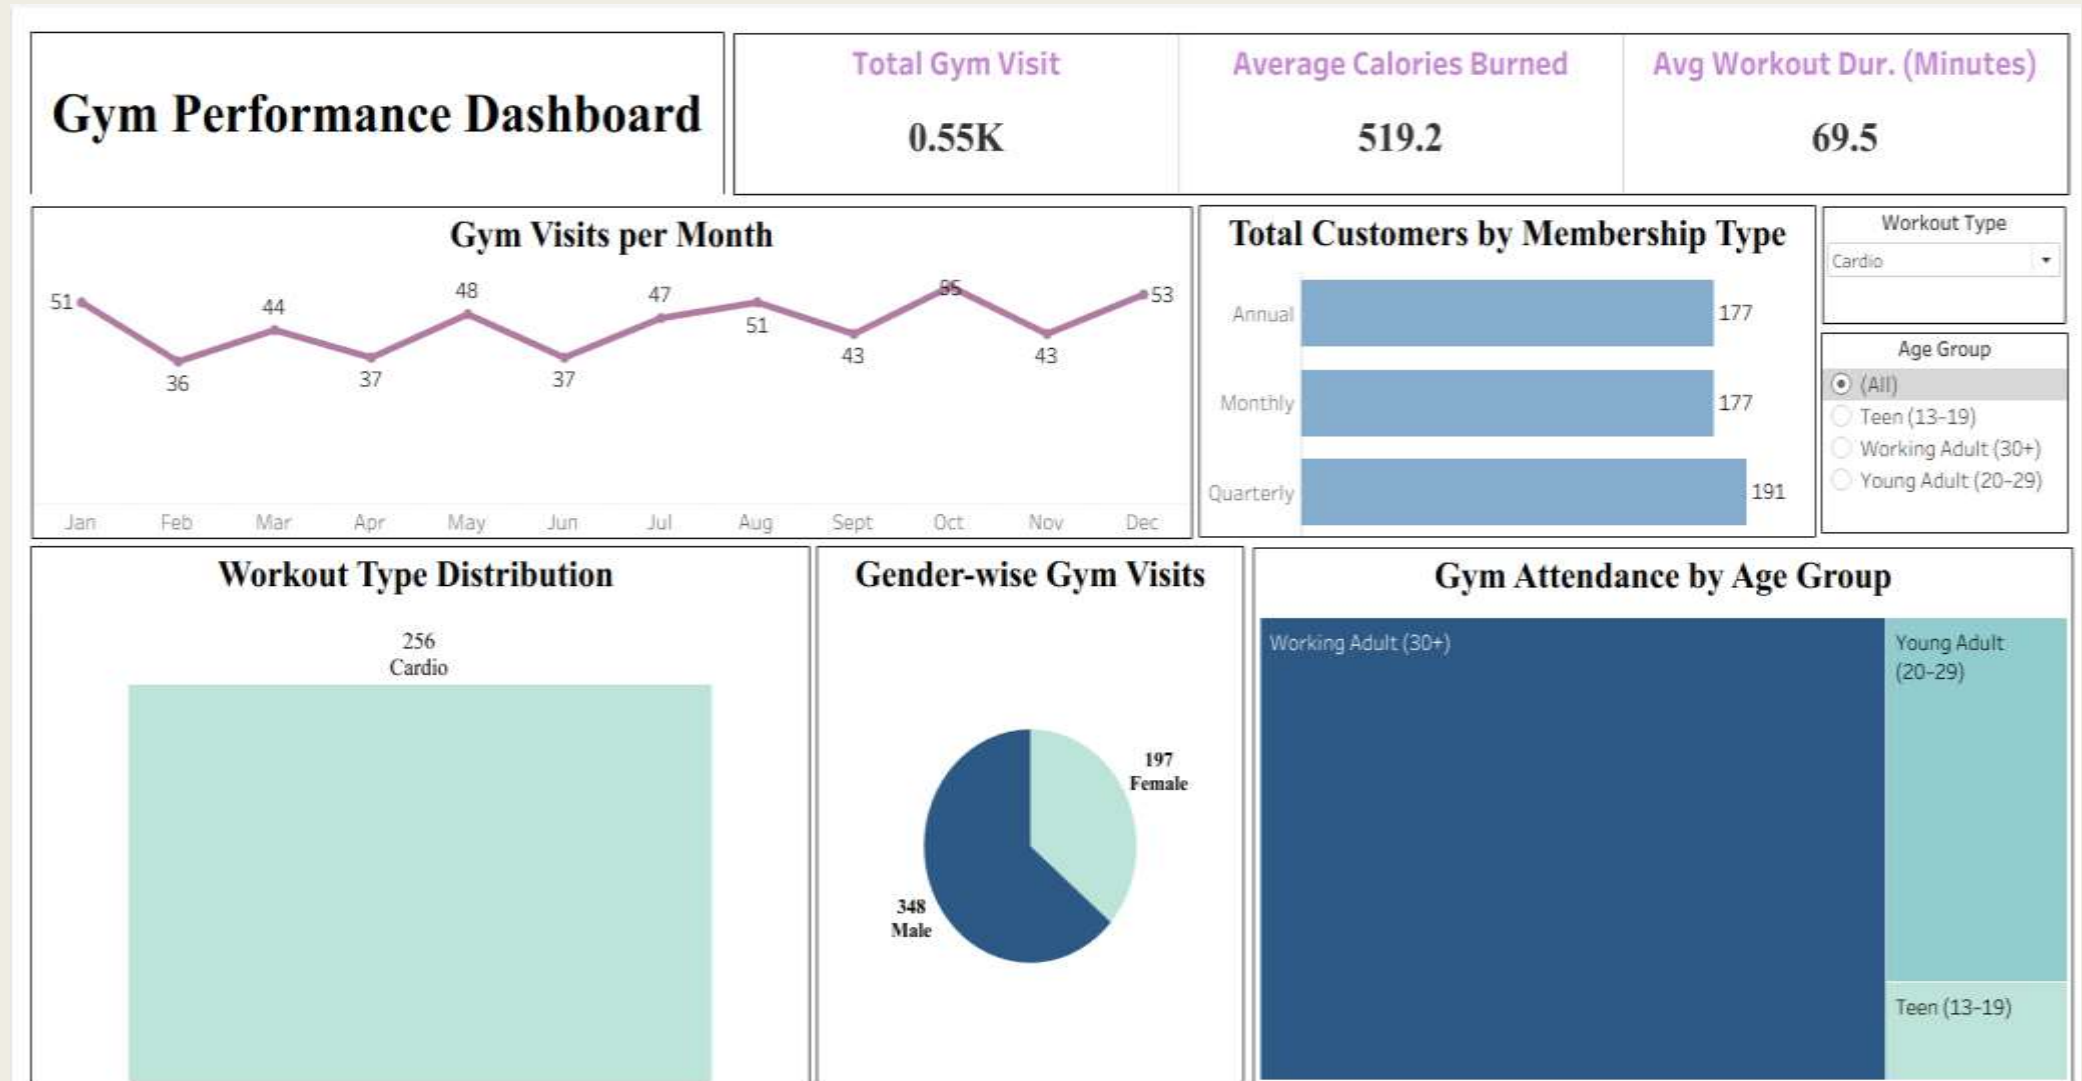 Gym Performance Dashboard
Total Gym Visit
0.55K
Average Calories Burned
519.2
Avg Workout Dur. (Minutes)
69.5
Gym Visits per Month
51
36
44
37
48
37
47
51
43
55
43
53
Jan Feb Mar Apr May Jun Jul Aug Sept Oct Nov Dec
Total Customers by Membership Type
Annual 177
Monthly 177
Quarterly 191
Workout Type
Cardio
Age Group
(All)
Teen (13-19)
Working Adult (30+)
Young Adult (20-29)
Workout Type Distribution
256
Cardio
Gender-wise Gym Visits
197
Female
348
Male
Gym Attendance by Age Group
Working Adult (30+)
Young Adult
(20-29)
Teen (13-19)